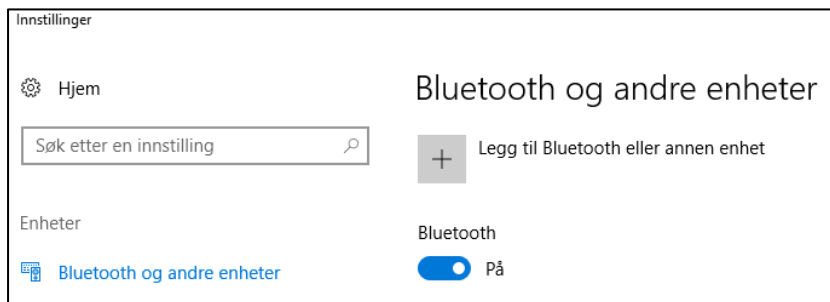 Innstillinger
Hjem
Søk etter en innstilling
Enheter
Bluetooth og andre enheter
Bluetooth og andre enheter
Legg til Bluetooth eller annen enhet
Bluetooth
På